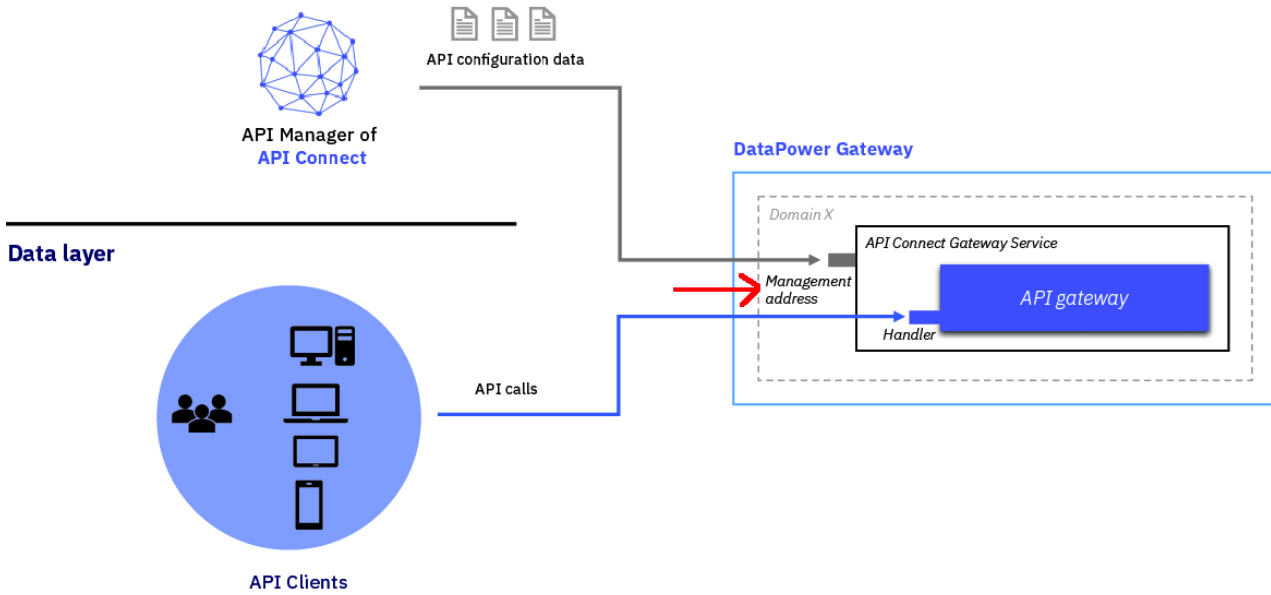 API configuration data
API Manager of
API Connect
DataPower Gateway
Domain X
Data layer
API Connect Gateway Service
Management
address
API gateway
Handler
API calls
API Clients